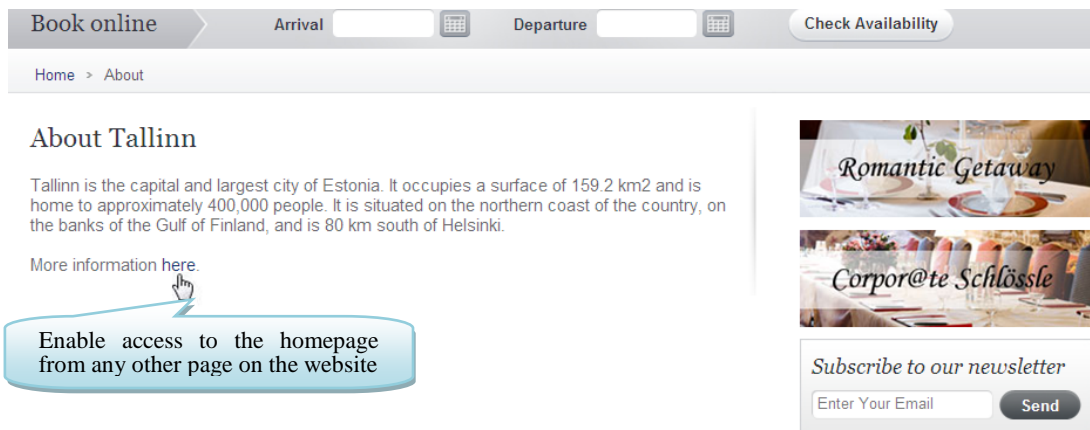 Book online
Arrival
Departure
Check Availability
Home > About
About Tallinn
Tallinn is the capital and largest city of Estonia. It occupies a surface of 159.2 km2 and is
home to approximately 400,000 people. It is situated on the northern coast of the country, on
the banks of the Gulf of Finland, and is 80 km south of Helsinki.
More information here.
Enable access to the homepage
from any other page on the website
Romantic Getaway
Corpor@te Schlössle
Subscribe to our newsletter
Enter Your Email
Send